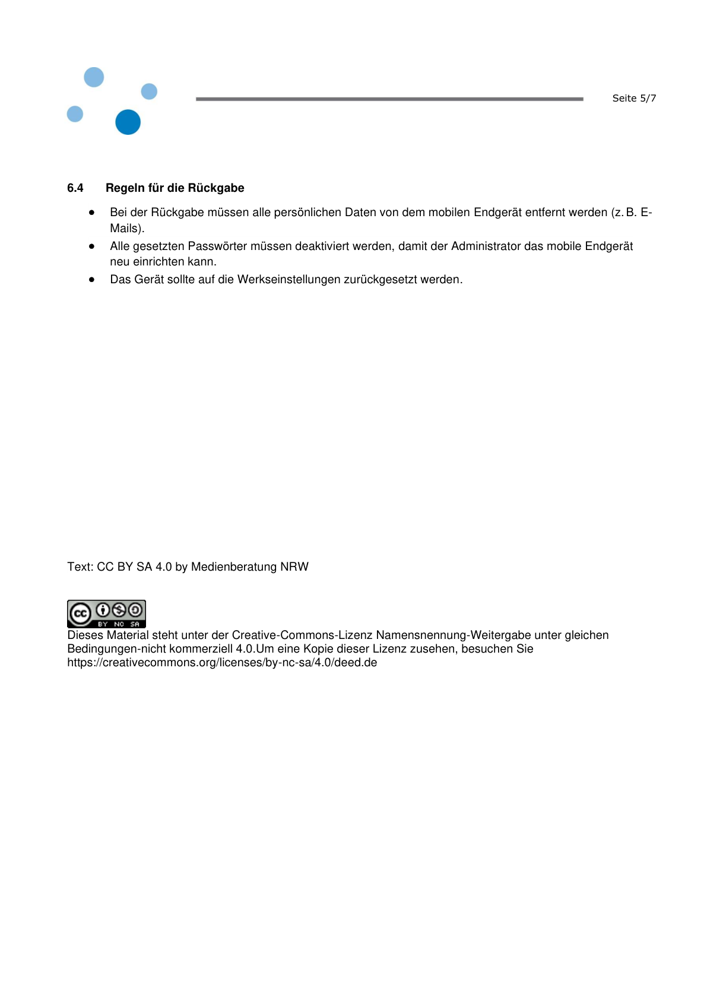 Seite 5/7
6.4 Regeln für die Rückgabe
● Bei der Rückgabe müssen alle persönlichen Daten von dem mobilen Endgerät entfernt werden (z. B. E-
Mails).
● Alle gesetzten Passwörter müssen deaktiviert werden, damit der Administrator das mobile Endgerät
neu einrichten kann.
● Das Gerät sollte auf die Werkseinstellungen zurückgesetzt werden.
Text: CC BY SA 4.0 by Medienberatung NRW
cc BY NC SA
Dieses Material steht unter der Creative-Commons-Lizenz Namensnennung-Weitergabe unter gleichen
Bedingungen-nicht kommerziell 4.0.Um eine Kopie dieser Lizenz zusehen, besuchen Sie
https://creativecommons.org/licenses/by-nc-sa/4.0/deed.de